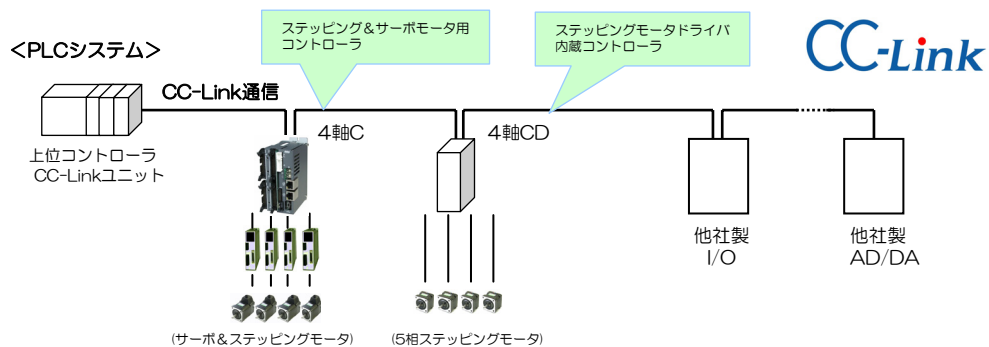 ステッピング&サーボモータ用
コントローラ
ステッピングモータドライバ
内蔵コントローラ
CC-Link
<PLCシステム>
CC-Link通信
4軸C
4軸CD
上位コントローラ
CC-Linkユニット
他社製
I/O
他社製
AD/DA
(サーボ&ステッピングモータ)
(5相ステッピングモータ)